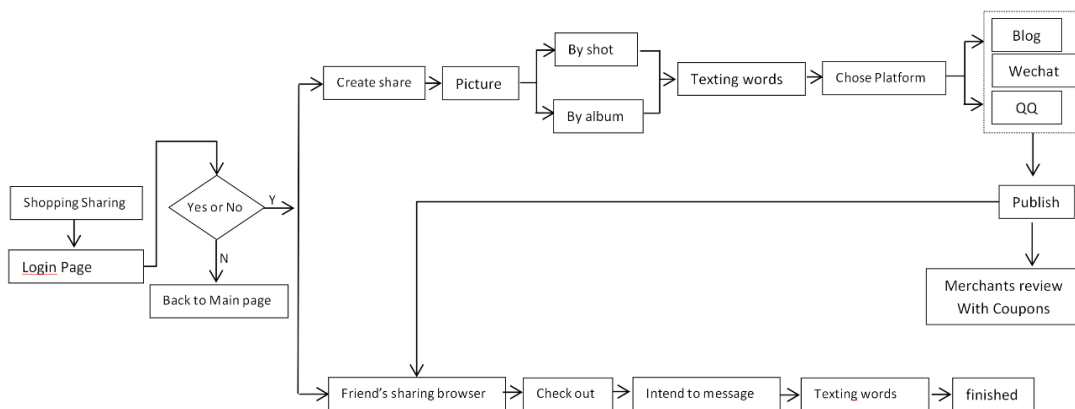 Shopping Sharing
Login Page
Yes or No
Y
N
Back to Main page
Create share
Picture
By shot
By album
Texting words
Chose Platform
Blog
Wechat
QQ
Publish
Merchants review
With Coupons
Friend's sharing browser
Check out
Intend to message
Texting words
finished